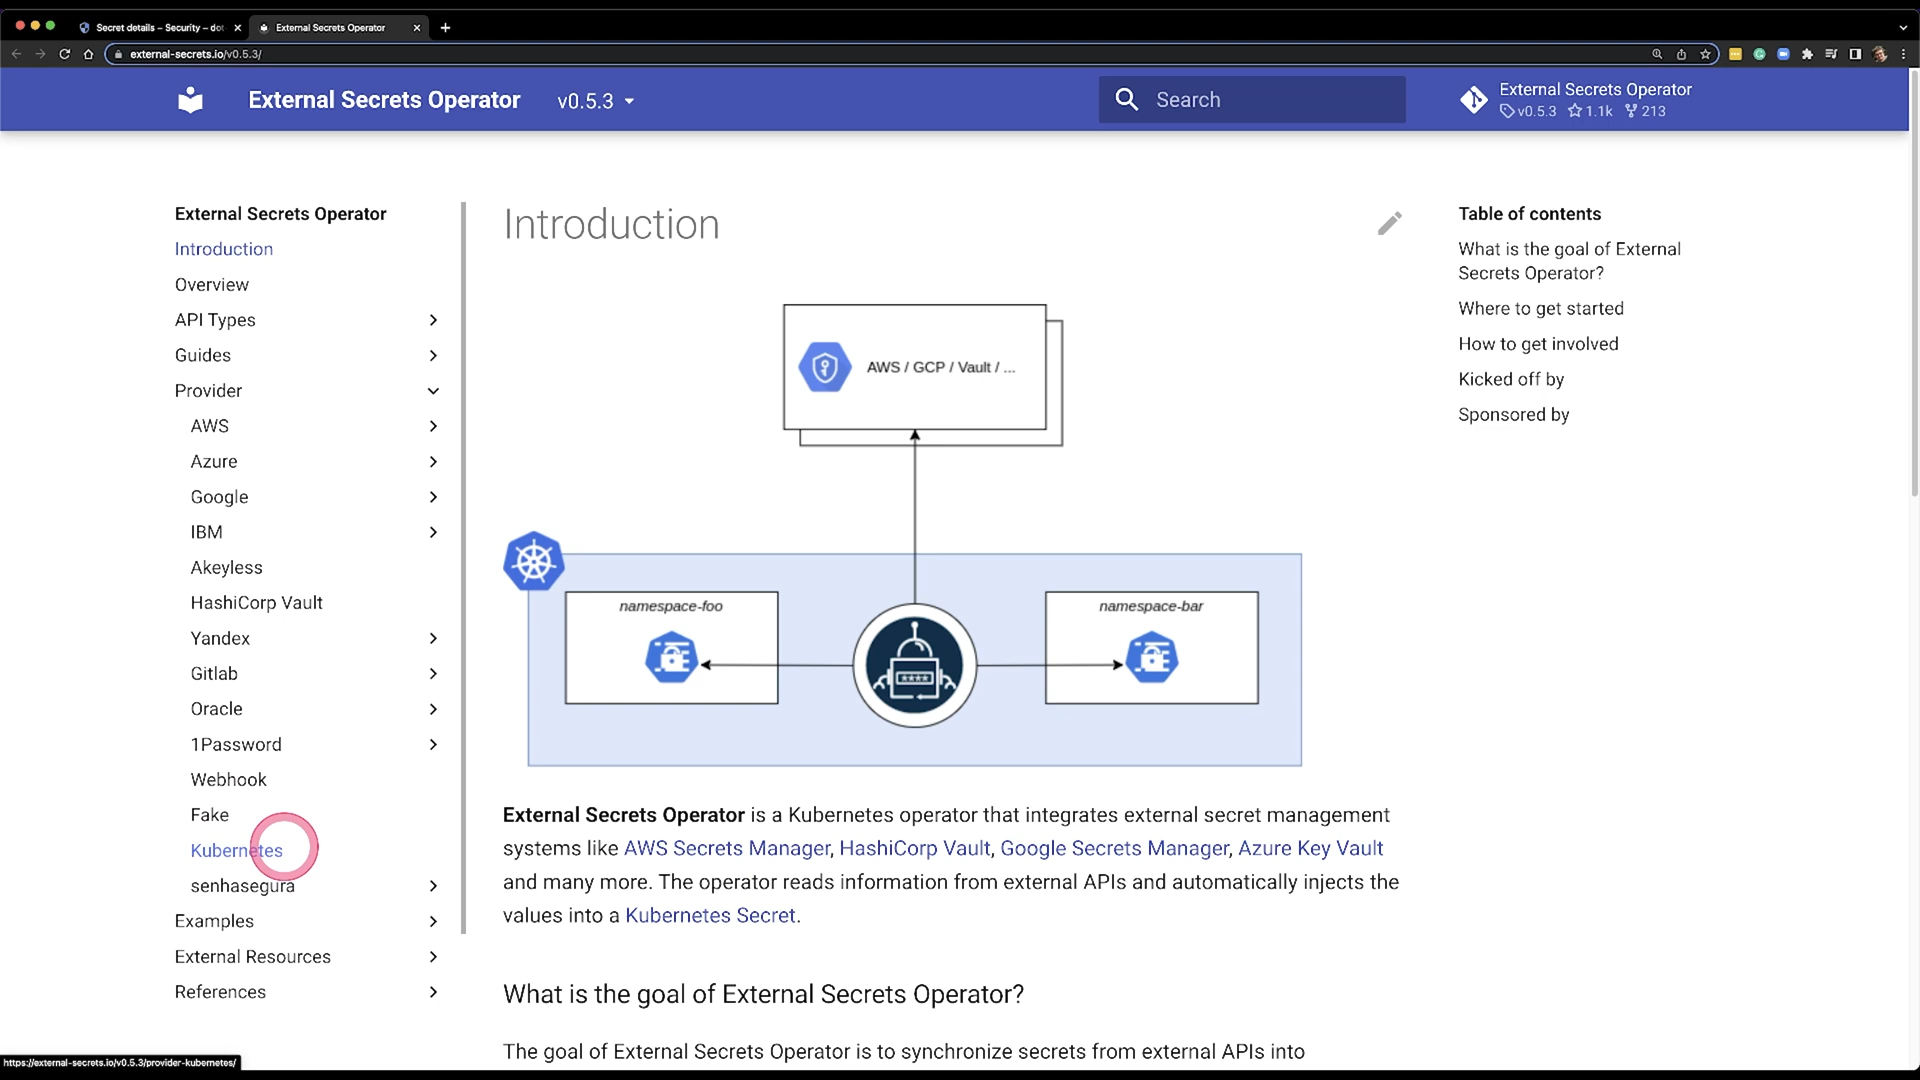 Secret details – Security – dot
External Secrets Operator
external-secrets.io/v0.5.3/
External Secrets Operator
v0.5.3
Search
External Secrets Operator
v0.5.3 1.1k 213
External Secrets Operator
Introduction
Overview
API Types
Guides
Provider
AWS
Azure
Google
IBM
Akeyless
HashiCorp Vault
Yandex
Gitlab
Oracle
1Password
Webhook
Fake
Kubernetes
senhasegura
Examples
External Resources
References
Introduction
AWS / GCP / Vault / ...
namespace-foo
namespace-bar
****
External Secrets Operator is a Kubernetes operator that integrates external secret management
systems like AWS Secrets Manager, HashiCorp Vault, Google Secrets Manager, Azure Key Vault
and many more. The operator reads information from external APIs and automatically injects the
values into a Kubernetes Secret.
What is the goal of External Secrets Operator?
The goal of External Secrets Operator is to synchronize secrets from external APIs into
Table of contents
What is the goal of External
Secrets Operator?
Where to get started
How to get involved
Kicked off by
Sponsored by
https://external-secrets.io/v0.5.3/provider-kubernetes/